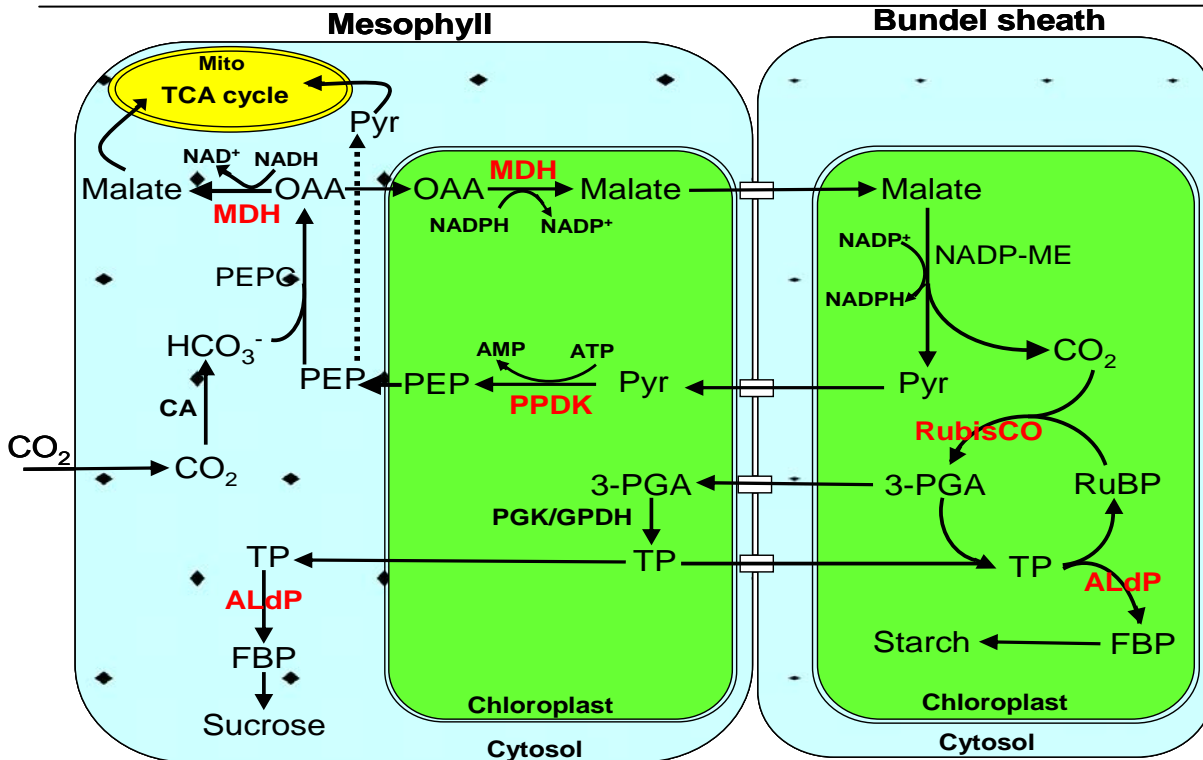 Mesophyll
Bundel sheath
Mito
TCA cycle
Pyr
NAD⁺ NADH
Malate OAA
MDH
OAA MDH Malate
NADPH NADP⁺
Malate
NADP⁺
NADP-ME
NADPH
PEPC
HCO₃⁻
CA
CO₂
CO₂
PEP
PEP
AMP ATP
PPDK
Pyr
Pyr
CO₂
RubisCO
3-PGA
3-PGA
RuBP
PGK/GPDH
TP
TP
TP
ALdP
ALdP
FBP
FBP
Starch
Sucrose
Chloroplast
Chloroplast
Cytosol
Cytosol